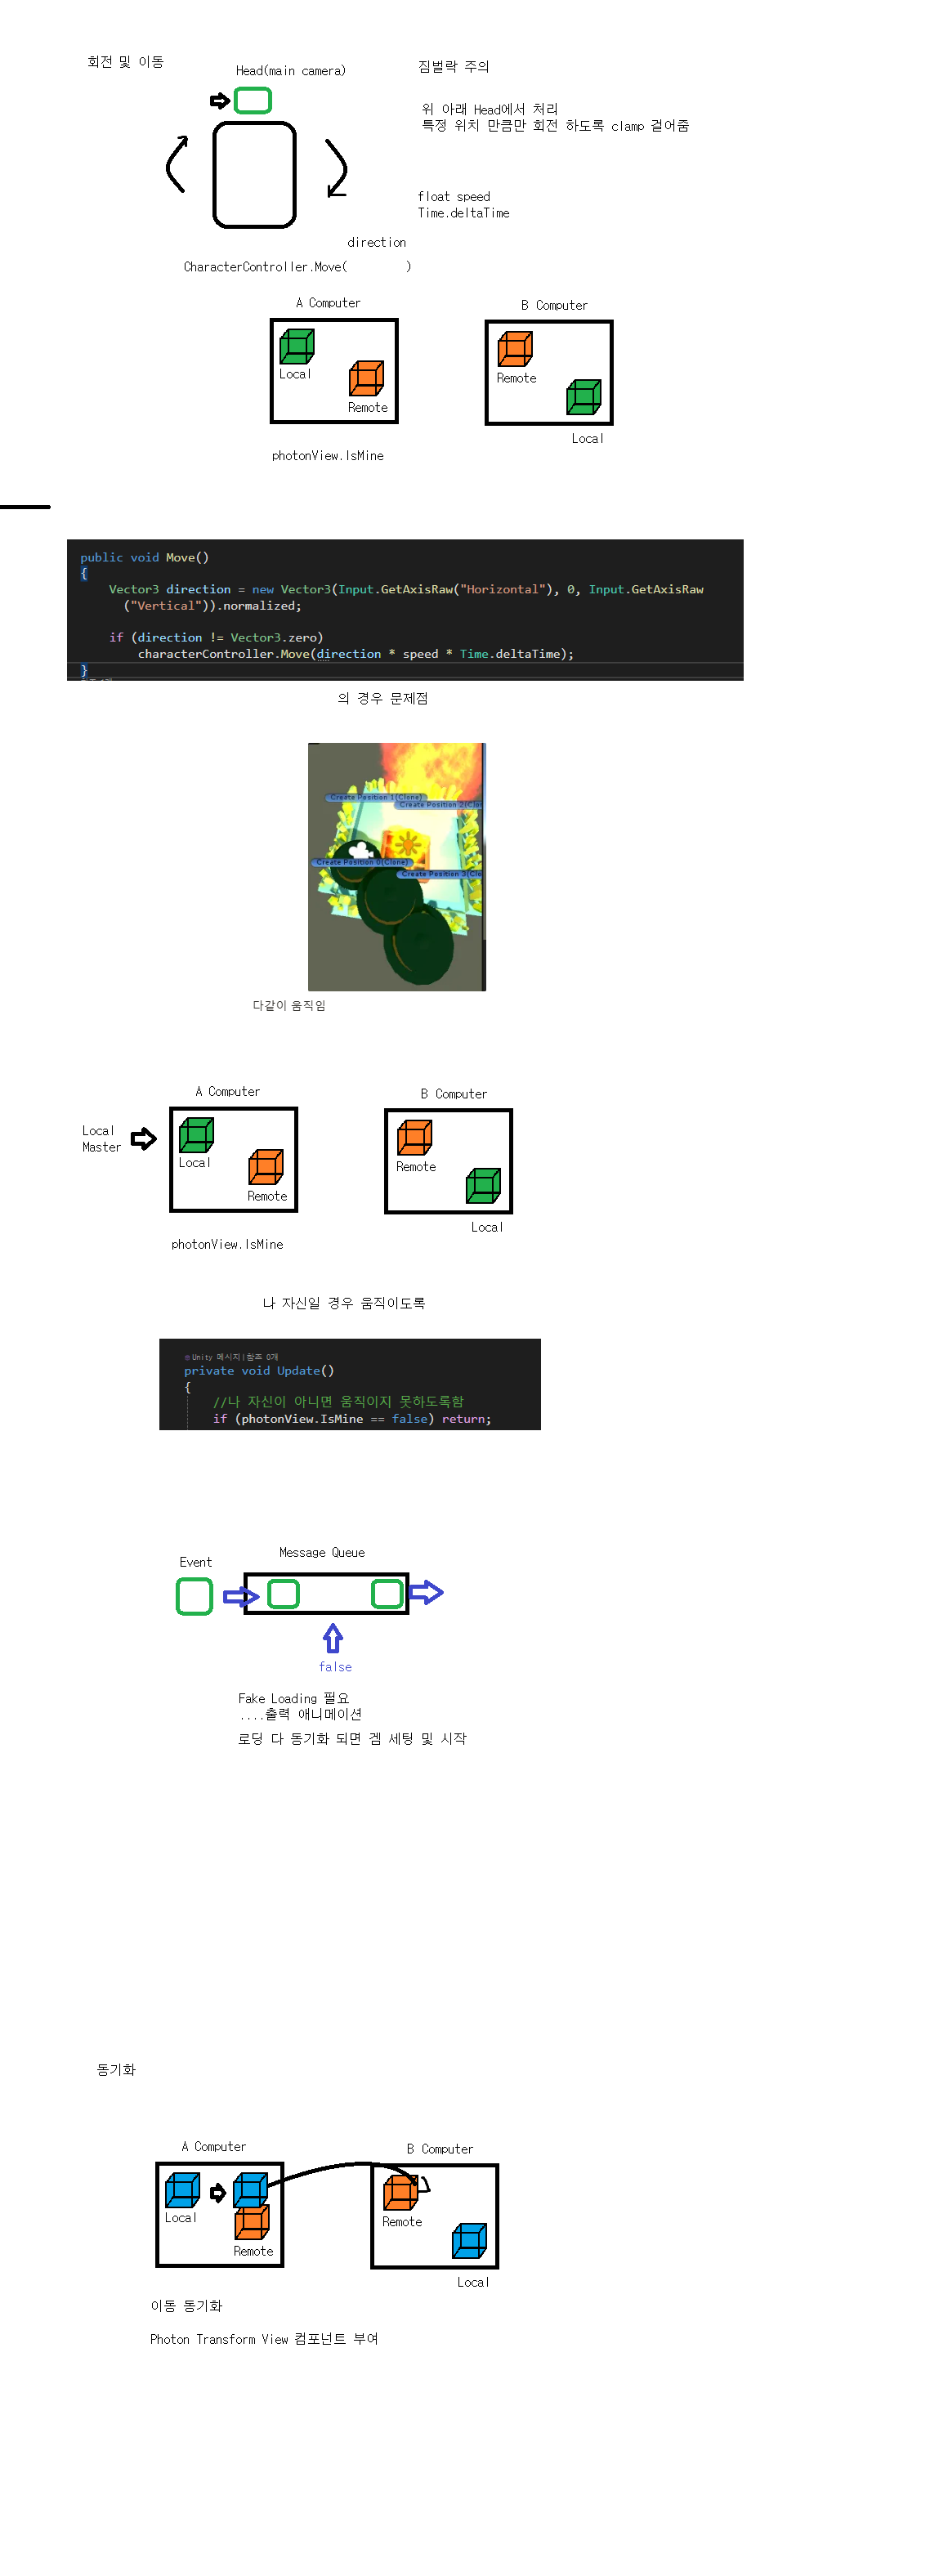 회전 및 이동
Head(main camera)
짐벌락 주의
위 아래 Head에서 처리
특정 위치 만큼만 회전 하도록 clamp 걸어줌
float speed
Time.deltaTime
direction
CharacterController.Move( )
A Computer
B Computer
Local
Remote
Remote
Local
photonView.IsMine
public void Move()
{
Vector3 direction = new Vector3(Input.GetAxisRaw("Horizontal"), 0, Input.GetAxisRaw
("Vertical")).normalized;
if (direction != Vector3.zero)
characterController.Move(direction * speed * Time.deltaTime);
}
의 경우 문제점
Create Position 1(Clone)
Create Position 2(Cl
Create Position 0(Clone)
Create Position 3(Clo
다같이 움직임
A Computer
B Computer
Local
Master
Local
Remote
Remote
Local
photonView.IsMine
나 자신일 경우 움직이도록
Unity 메시지|참조 0개
private void Update()
{
//나 자신이 아니면 움직이지 못하도록함
if (photonView.IsMine == false) return;
Event
Message Queue
false
Fake Loading 필요
....출력 애니메이션
로딩 다 동기화 되면 겜 세팅 및 시작
동기화
A Computer
B Computer
Local
Remote
Remote
Local
이동 동기화
Photon Transform View 컴포넌트 부여